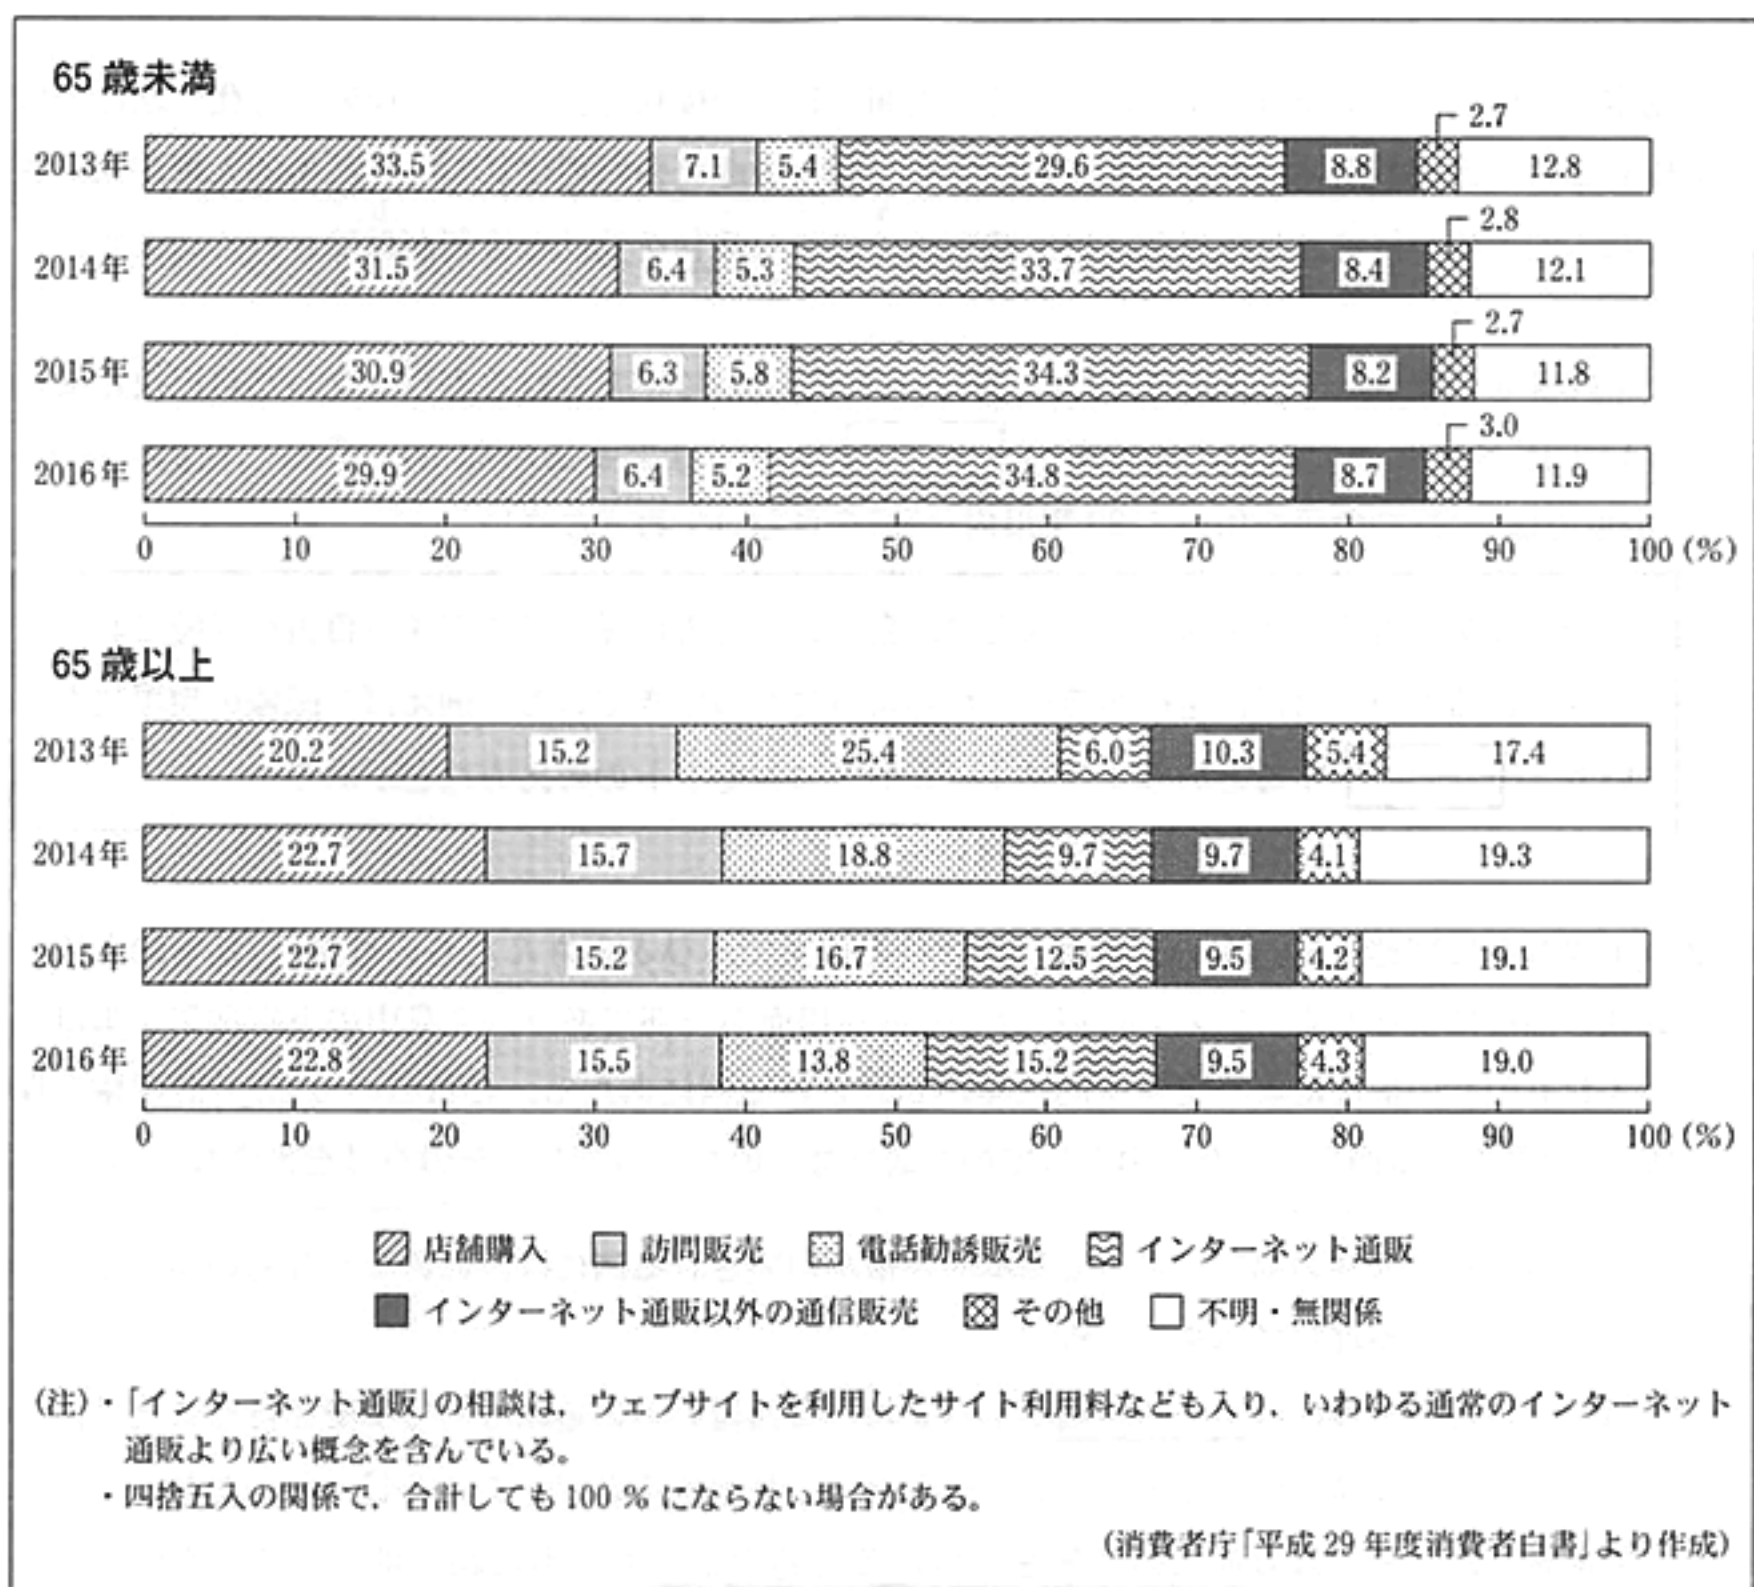 65歳未満
2.7
2013年 33.5 7.1 5.4 29.6 8.8 12.8
2.8
2014年 31.5 6.4 5.3 33.7 8.4 12.1
2.7
2015年 30.9 6.3 5.8 34.3 8.2 11.8
3.0
2016年 29.9 6.4 5.2 34.8 8.7 11.9
0 10 20 30 40 50 60 70 80 90 100 (%)
65歳以上
2013年 20.2 15.2 25.4 6.0 10.3 5.4 17.4
2014年 22.7 15.7 18.8 9.7 9.7 4.1 19.3
2015年 22.7 15.2 16.7 12.5 9.5 4.2 19.1
2016年 22.8 15.5 13.8 15.2 9.5 4.3 19.0
0 10 20 30 40 50 60 70 80 90 100 (%)
店舗購入 訪問販売 電話勧誘販売 インターネット通販
インターネット通販以外の通信販売 その他 不明・無関係
(注)・「インターネット通販」の相談は，ウェブサイトを利用したサイト利用料なども入り，いわゆる通常のインターネット
通販より広い概念を含んでいる。
・四捨五入の関係で，合計しても100 % にならない場合がある。
(消費者庁「平成29年度消費者白書」より作成)